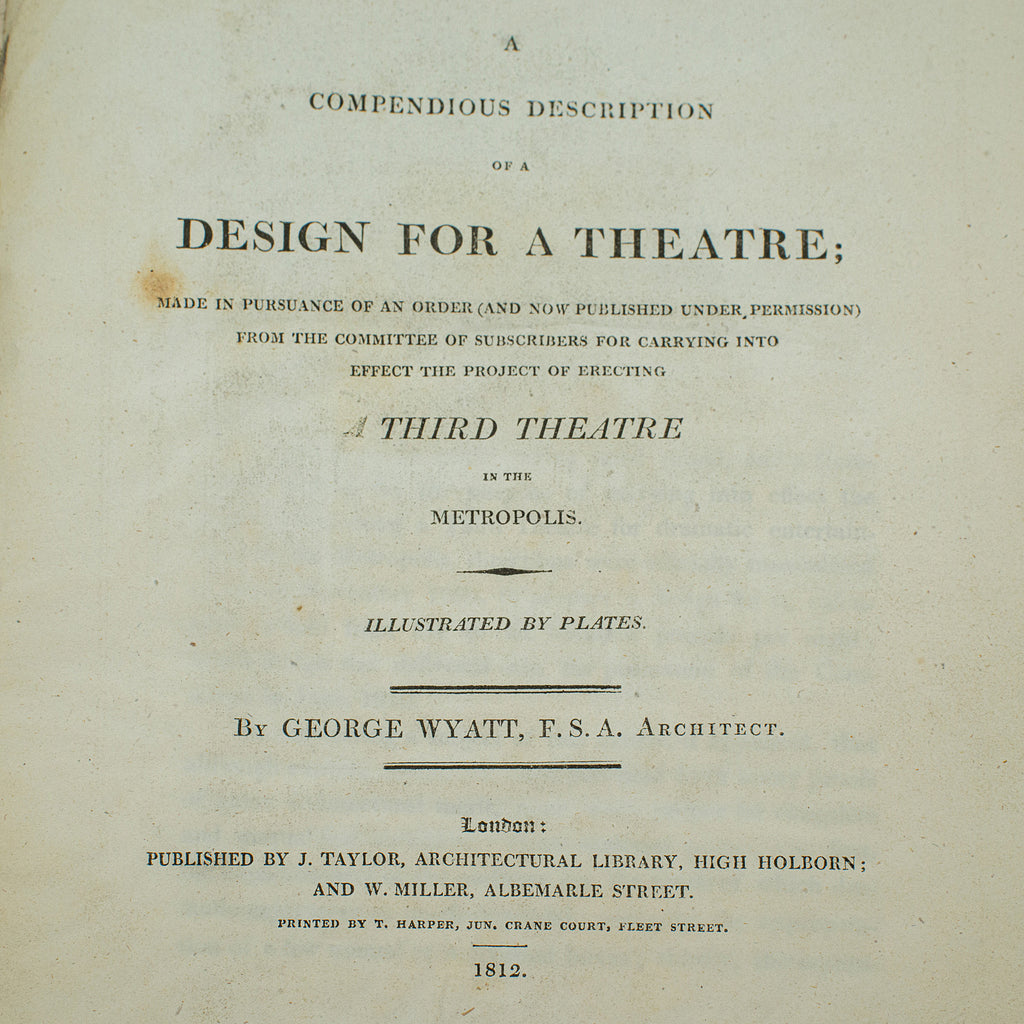 A
COMPENDIOUS DESCRIPTION
OF A
DESIGN FOR A THEATRE;
MADE IN PURSUANCE OF AN ORDER (AND NOW PUBLISHED UNDER PERMISSION)
FROM THE COMMITTEE OF SUBSCRIBERS FOR CARRYING INTO
EFFECT THE PROJECT OF ERECTING
A THIRD THEATRE
IN THE
METROPOLIS.
ILLUSTRATED BY PLATES.
BY GEORGE WYATT, F. S. A. ARCHITECT.
London:
PUBLISHED BY J. TAYLOR, ARCHITECTURAL LIBRARY, HIGH HOLBORN;
AND W. MILLER, ALBEMARLE STREET.
PRINTED BY T. HARPER, JUN. CRANE COURT, FLEET STREET.
1812.